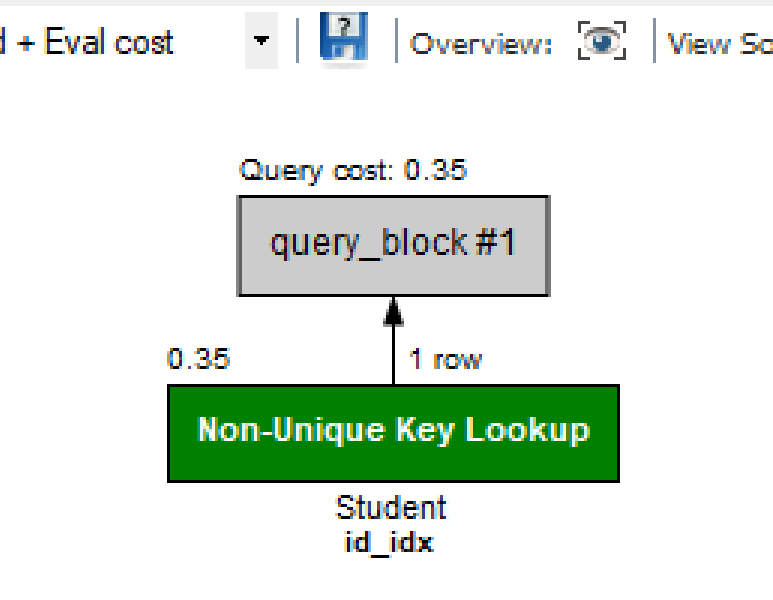 d + Eval cost Overview: View So
Query cost: 0.35
query_block #1
0.35 1 row
Non-Unique Key Lookup
Student
id_idx